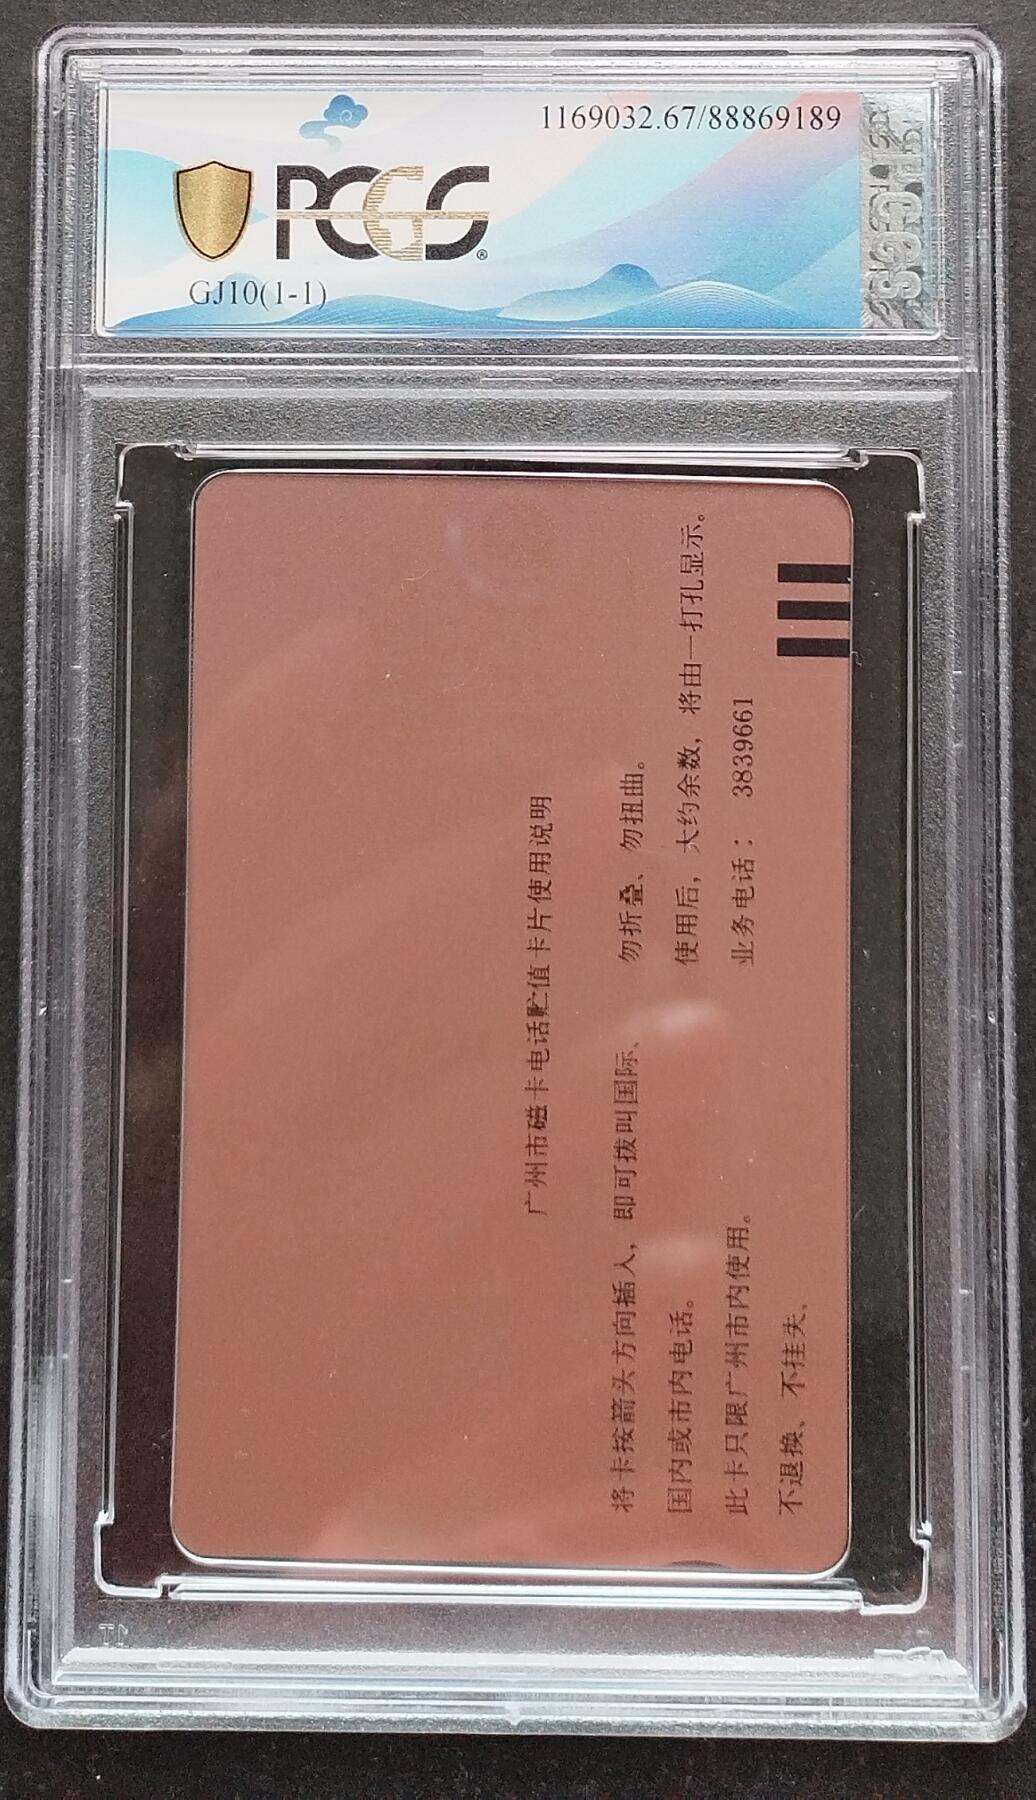 1169032.67/88869189
PCGS®
GJ10(1-1)
PCGS
广州市磁卡电话贮值卡片使用说明
将卡按箭头方向插入，即可拨叫国际、
国内或市内电话。
此卡只限广州市内使用。
不退换、不挂失、
勿折叠、勿扭曲。
使用后，大约余数，将由一打孔显示。
业务电话： 3839661